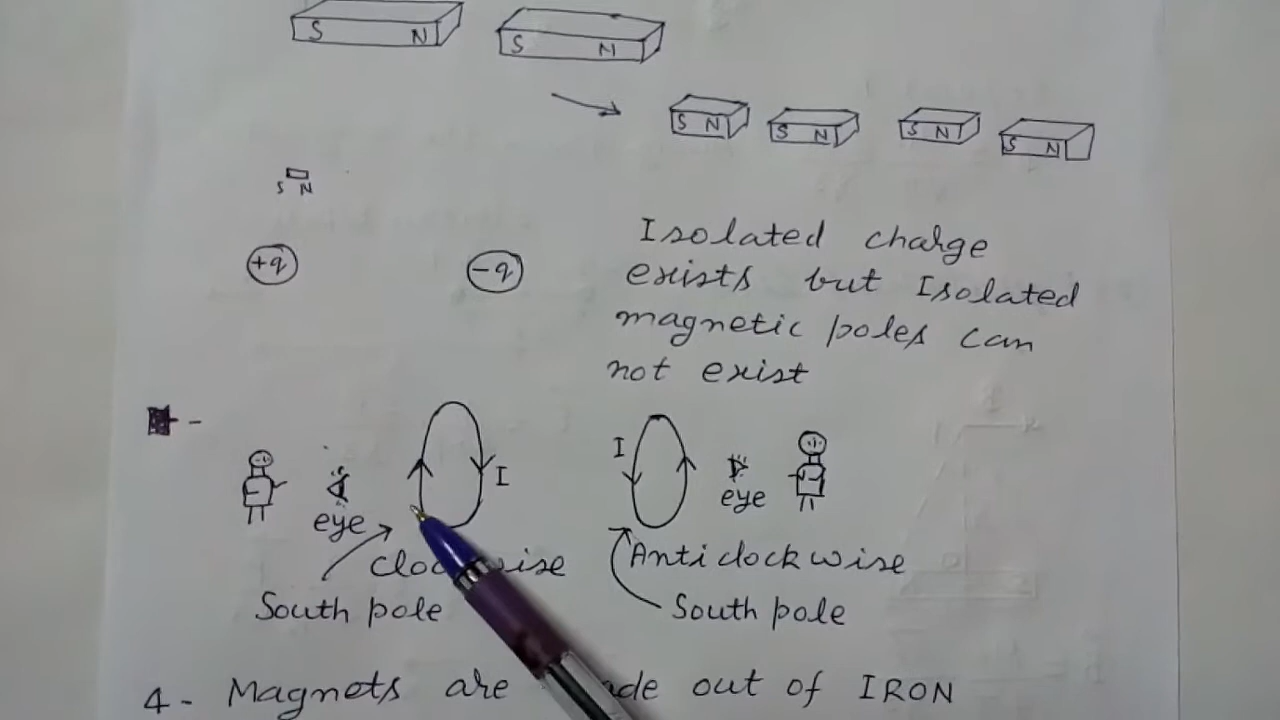 S N S N
S N S N S N S N
S N
+q -q
Isolated charge
exists but Isolated
magnetic poles can
not exist
I I
eye eye
Clockwise Anticlockwise
South pole South pole
4- Magnets are made out of IRON